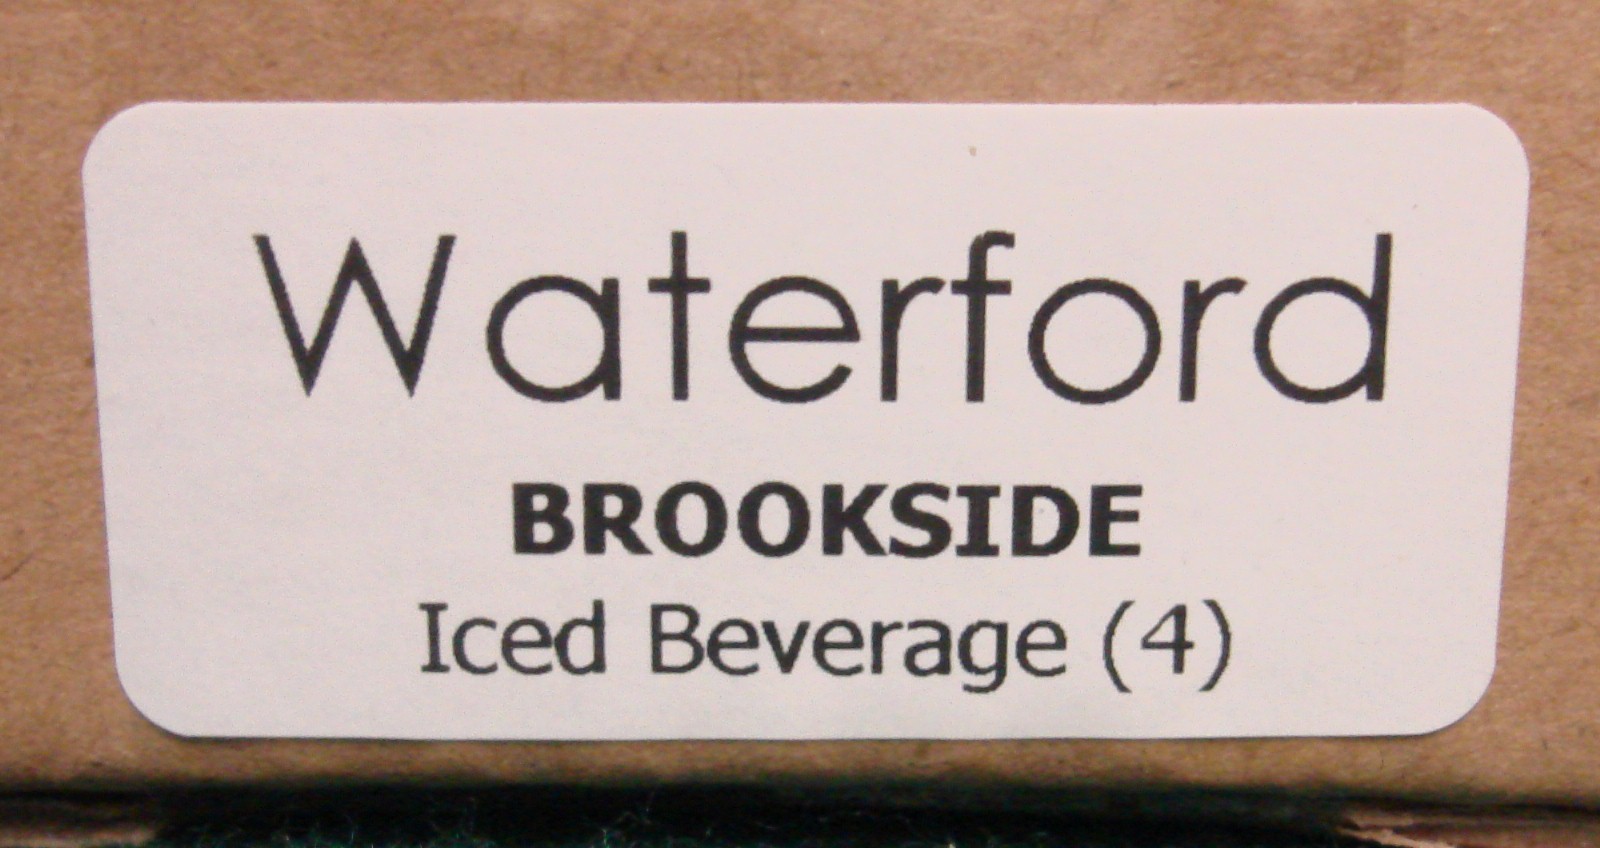 Waterford
BROOKSIDE
Iced Beverage (4)